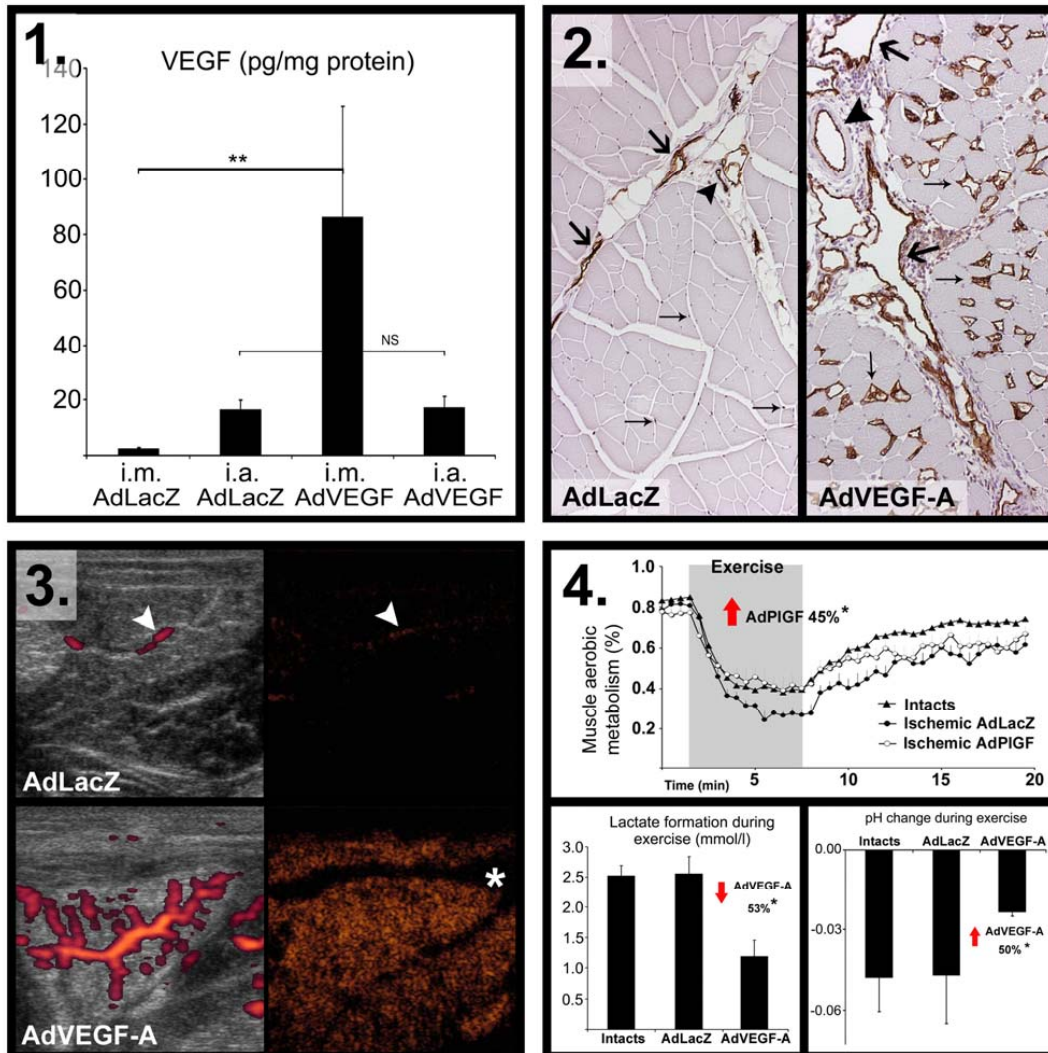 1.
VEGF (pg/mg protein)
140
120
100
80
60
40
20
**
NS
i.m.
AdLacZ
i.a.
AdLacZ
i.m.
AdVEGF
i.a.
AdVEGF
2.
AdLacZ
AdVEGF-A
3.
AdLacZ
AdVEGF-A
*
4.
Muscle aerobic
metabolism (%)
1.0
0.8
0.6
0.4
0.2
Exercise
AdPIGF 45%*
Intacts
Ischemic AdLacZ
Ischemic AdPIGF
Time (min)
5
10
15
20
Lactate formation during
exercise (mmol/l)
3.0
2.5
2.0
1.5
1.0
0.5
AdVEGF-A
53%*
Intacts
AdLacZ
AdVEGF-A
pH change during exercise
Intacts
AdLacZ
AdVEGF-A
0.00
-0.03
-0.06
AdVEGF-A
50% *